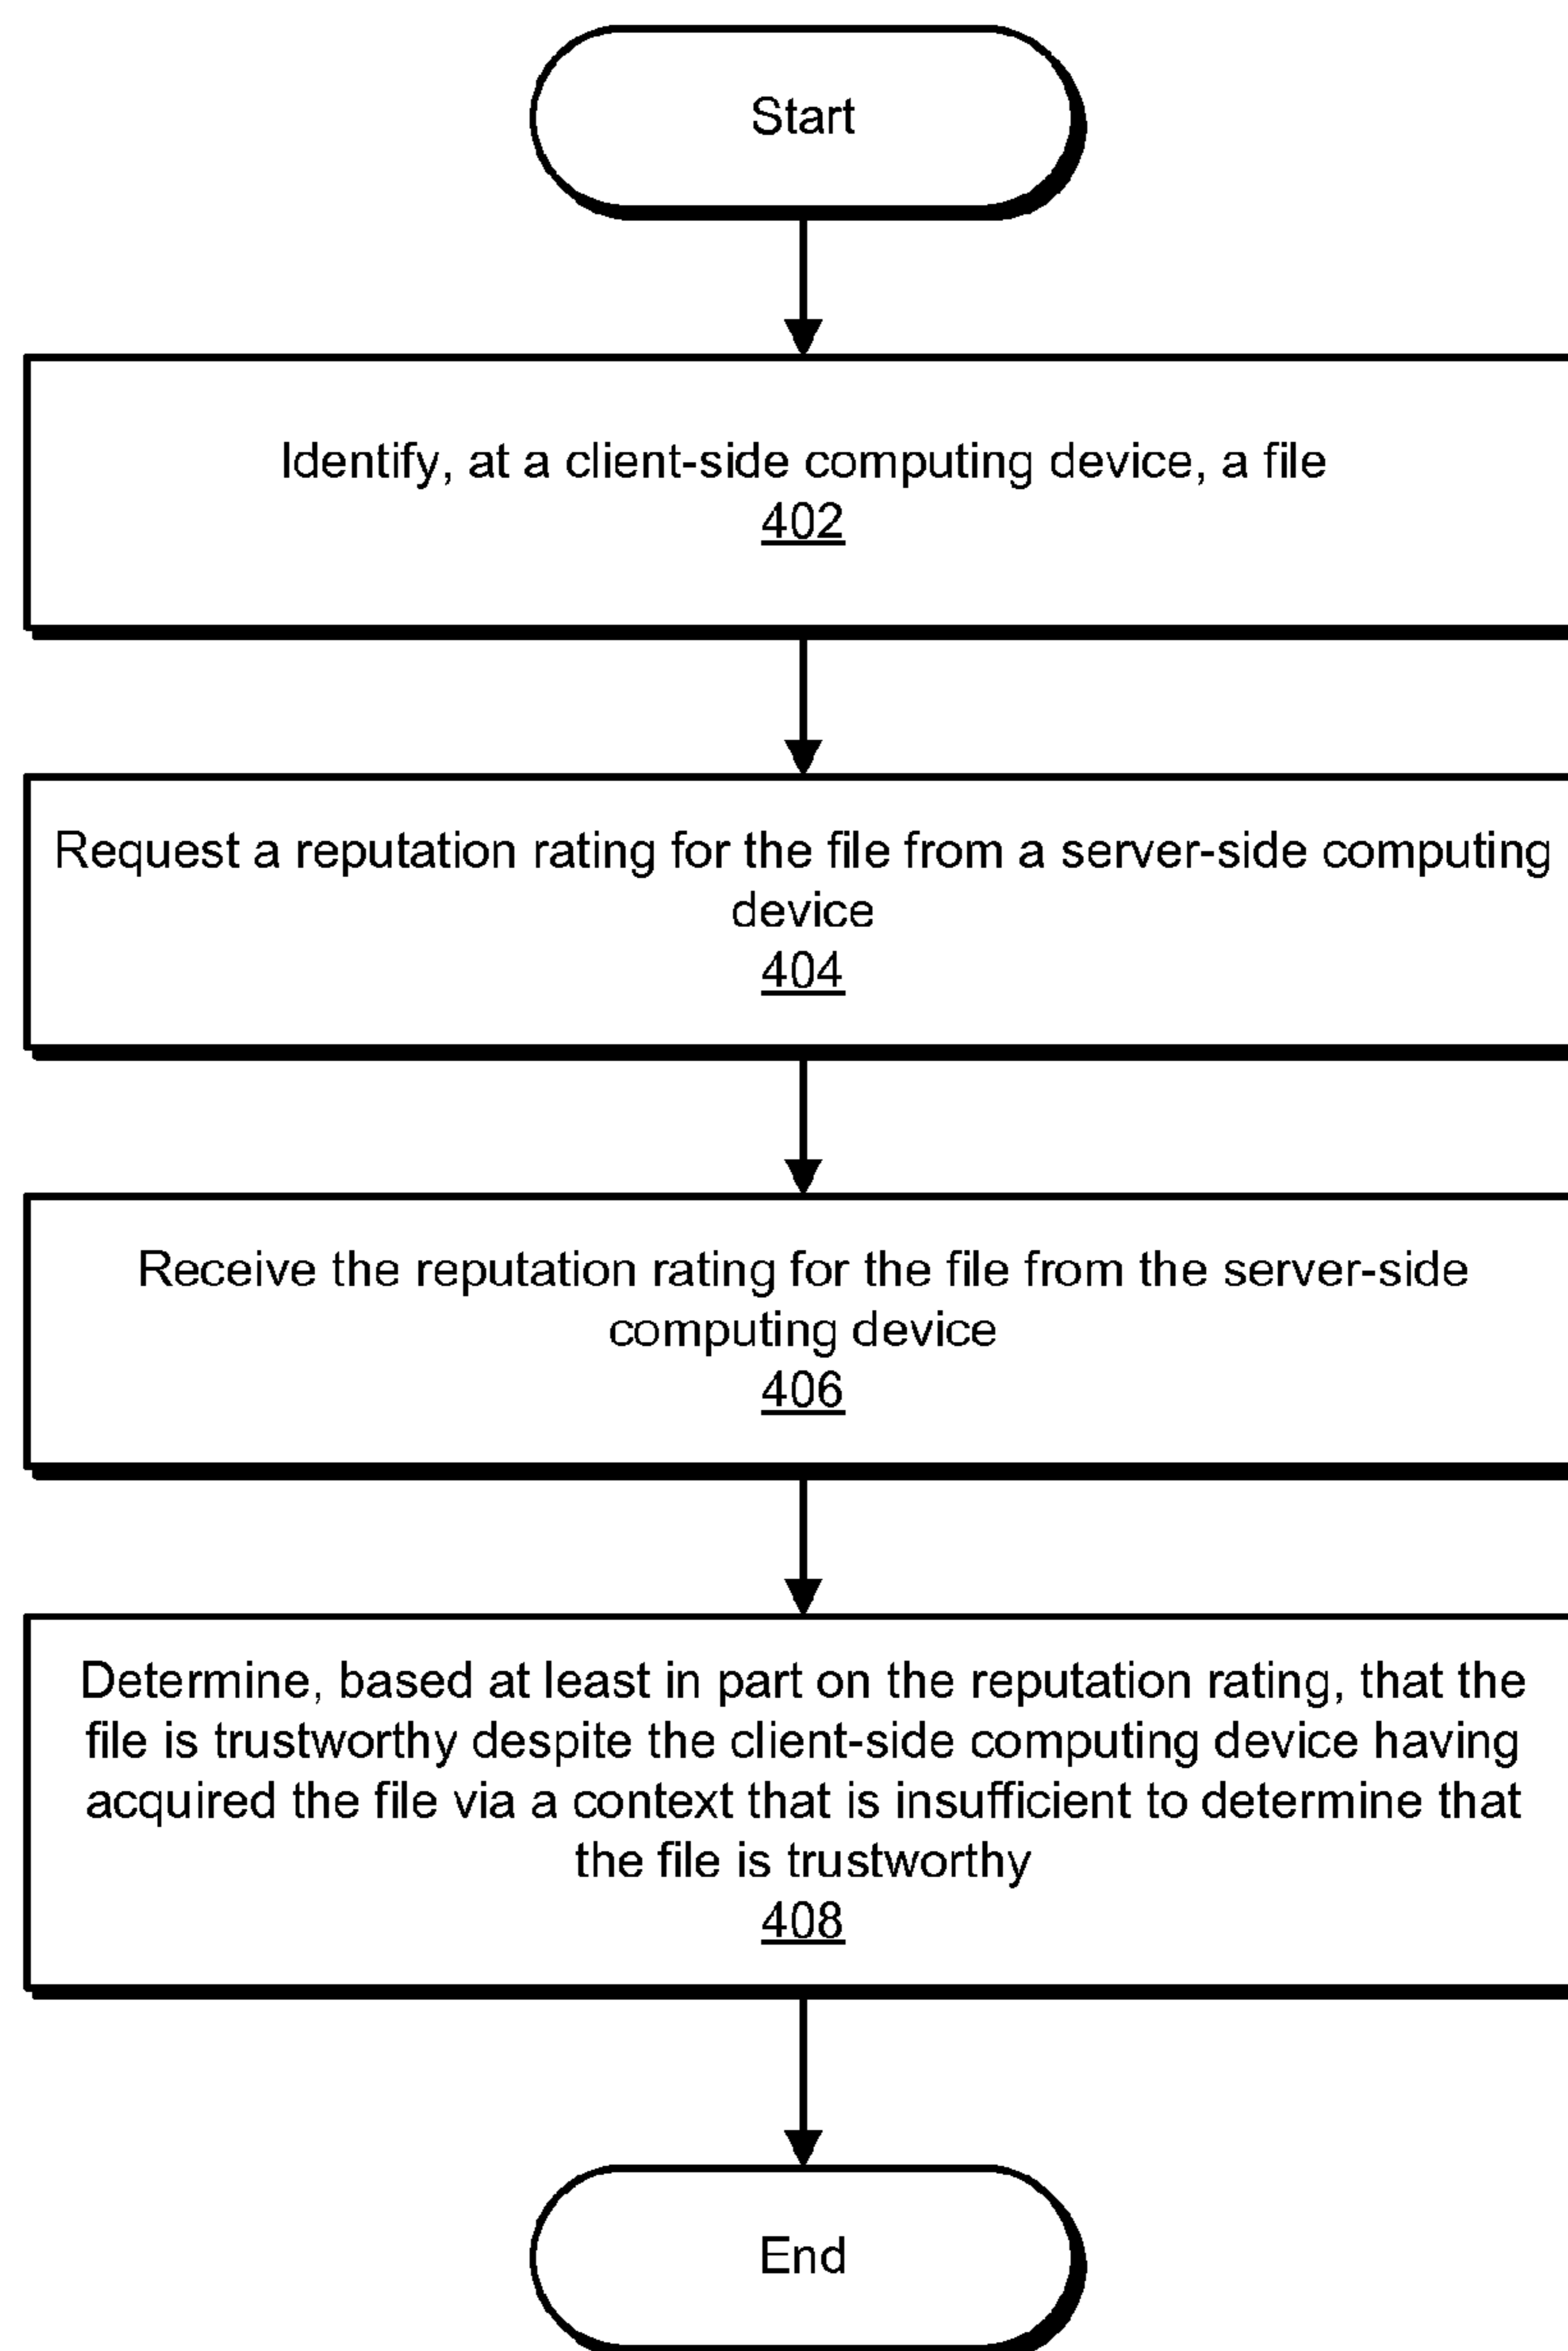 Start
Identify, at a client-side computing device, a file
402
Request a reputation rating for the file from a server-side computing
device
404
Receive the reputation rating for the file from the server-side
computing device
406
Determine, based at least in part on the reputation rating, that the
file is trustworthy despite the client-side computing device having
acquired the file via a context that is insufficient to determine that
the file is trustworthy
408
End